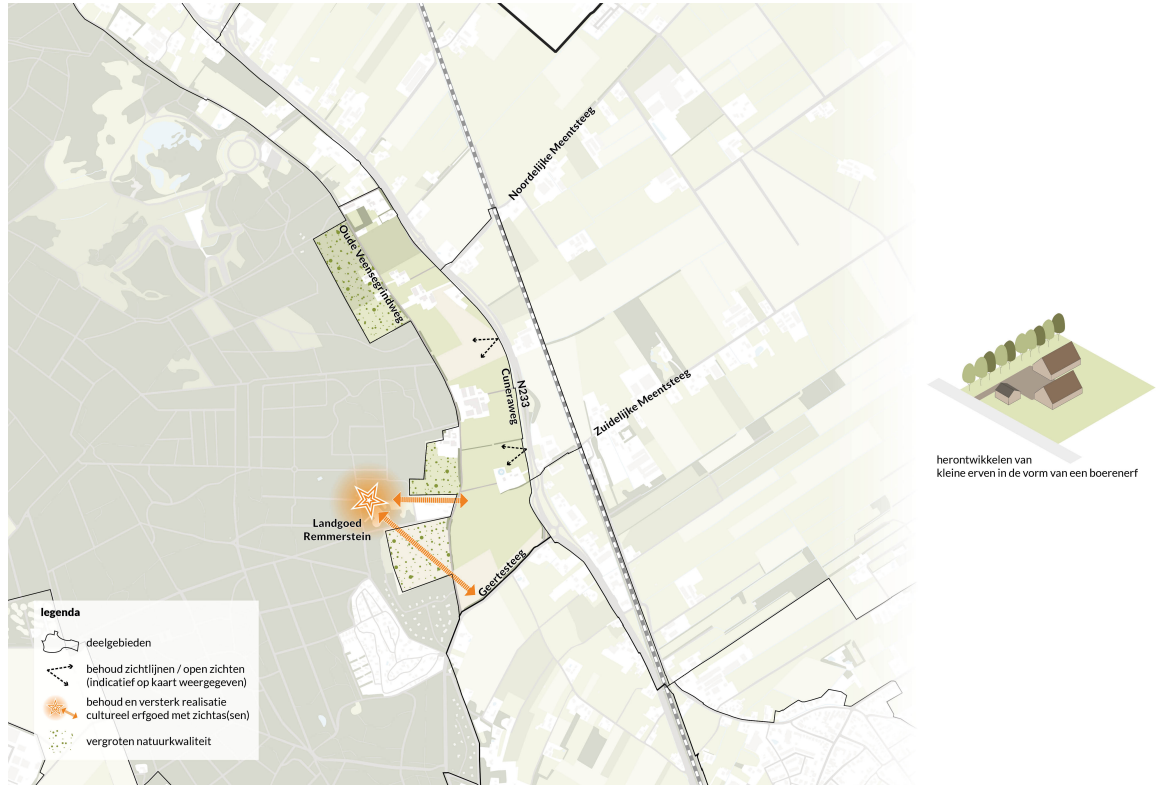 Noordelijke Meentsteeg
Oude Veensegrindweg
N233
Cuneraweg
Zuidelijke Meentsteeg
Landgoed
Remmerstein
Geertesteeg
legenda
deelgebieden
behoud zichtlijnen / open zichten
(indicatief op kaart weergegeven)
behoud en versterk realisatie
cultureel erfgoed met zichtas(sen)
vergroten natuurkwaliteit
herontwikkelen van
kleine erven in de vorm van een boerenerf